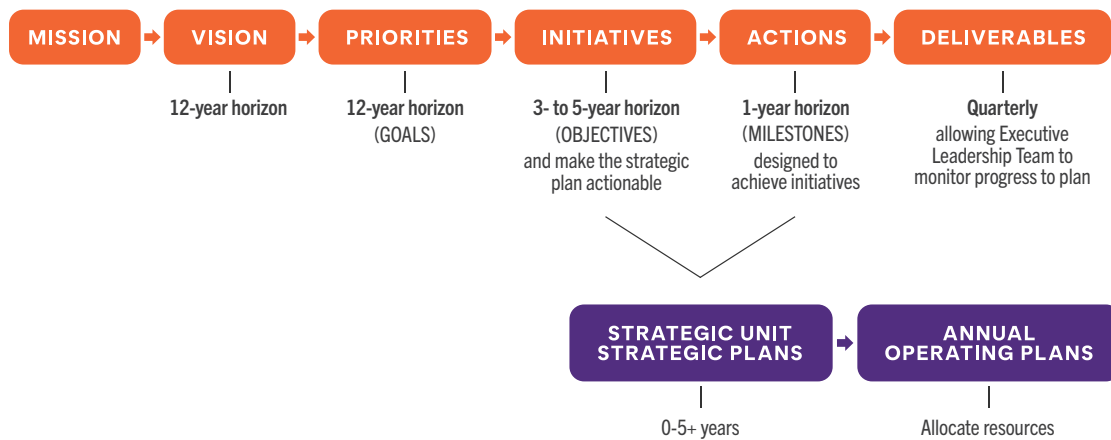 MISSION
VISION
PRIORITIES
INITIATIVES
ACTIONS
DELIVERABLES
12-year horizon
12-year horizon
(GOALS)
3- to 5-year horizon
(OBJECTIVES)
and make the strategic
plan actionable
1-year horizon
(MILESTONES)
designed to
achieve initiatives
Quarterly
allowing Executive
Leadership Team to
monitor progress to plan
STRATEGIC UNIT
STRATEGIC PLANS
ANNUAL
OPERATING PLANS
0-5+ years
Allocate resources